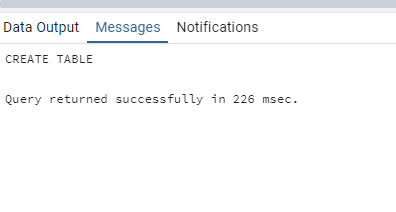 Data Output Messages Notifications
CREATE TABLE
Query returned successfully in 226 msec.